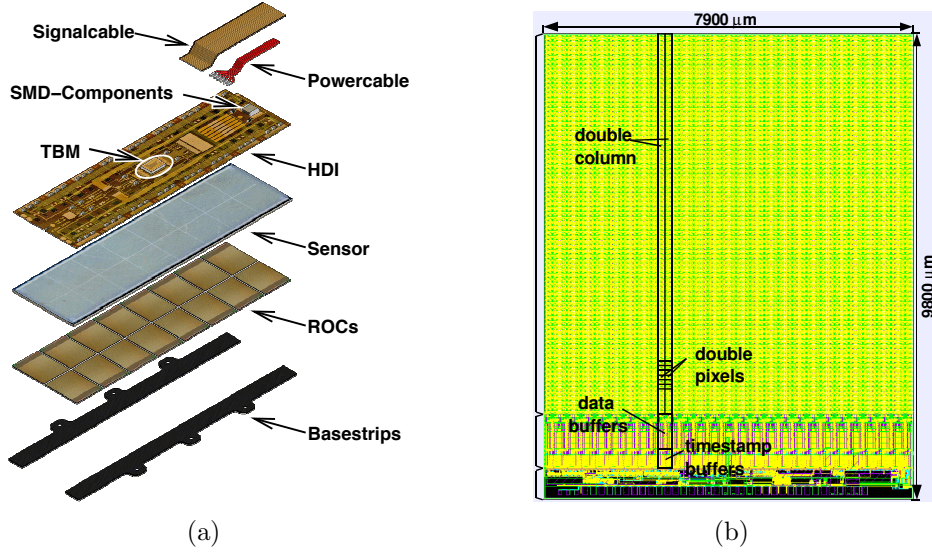 Signalcable
Powercable
SMD–Components
TBM
HDI
Sensor
ROCs
Basestrips
(a)
7900 µm
9800 µm
double
column
double
pixels
data
buffers
timestamp
buffers
(b)